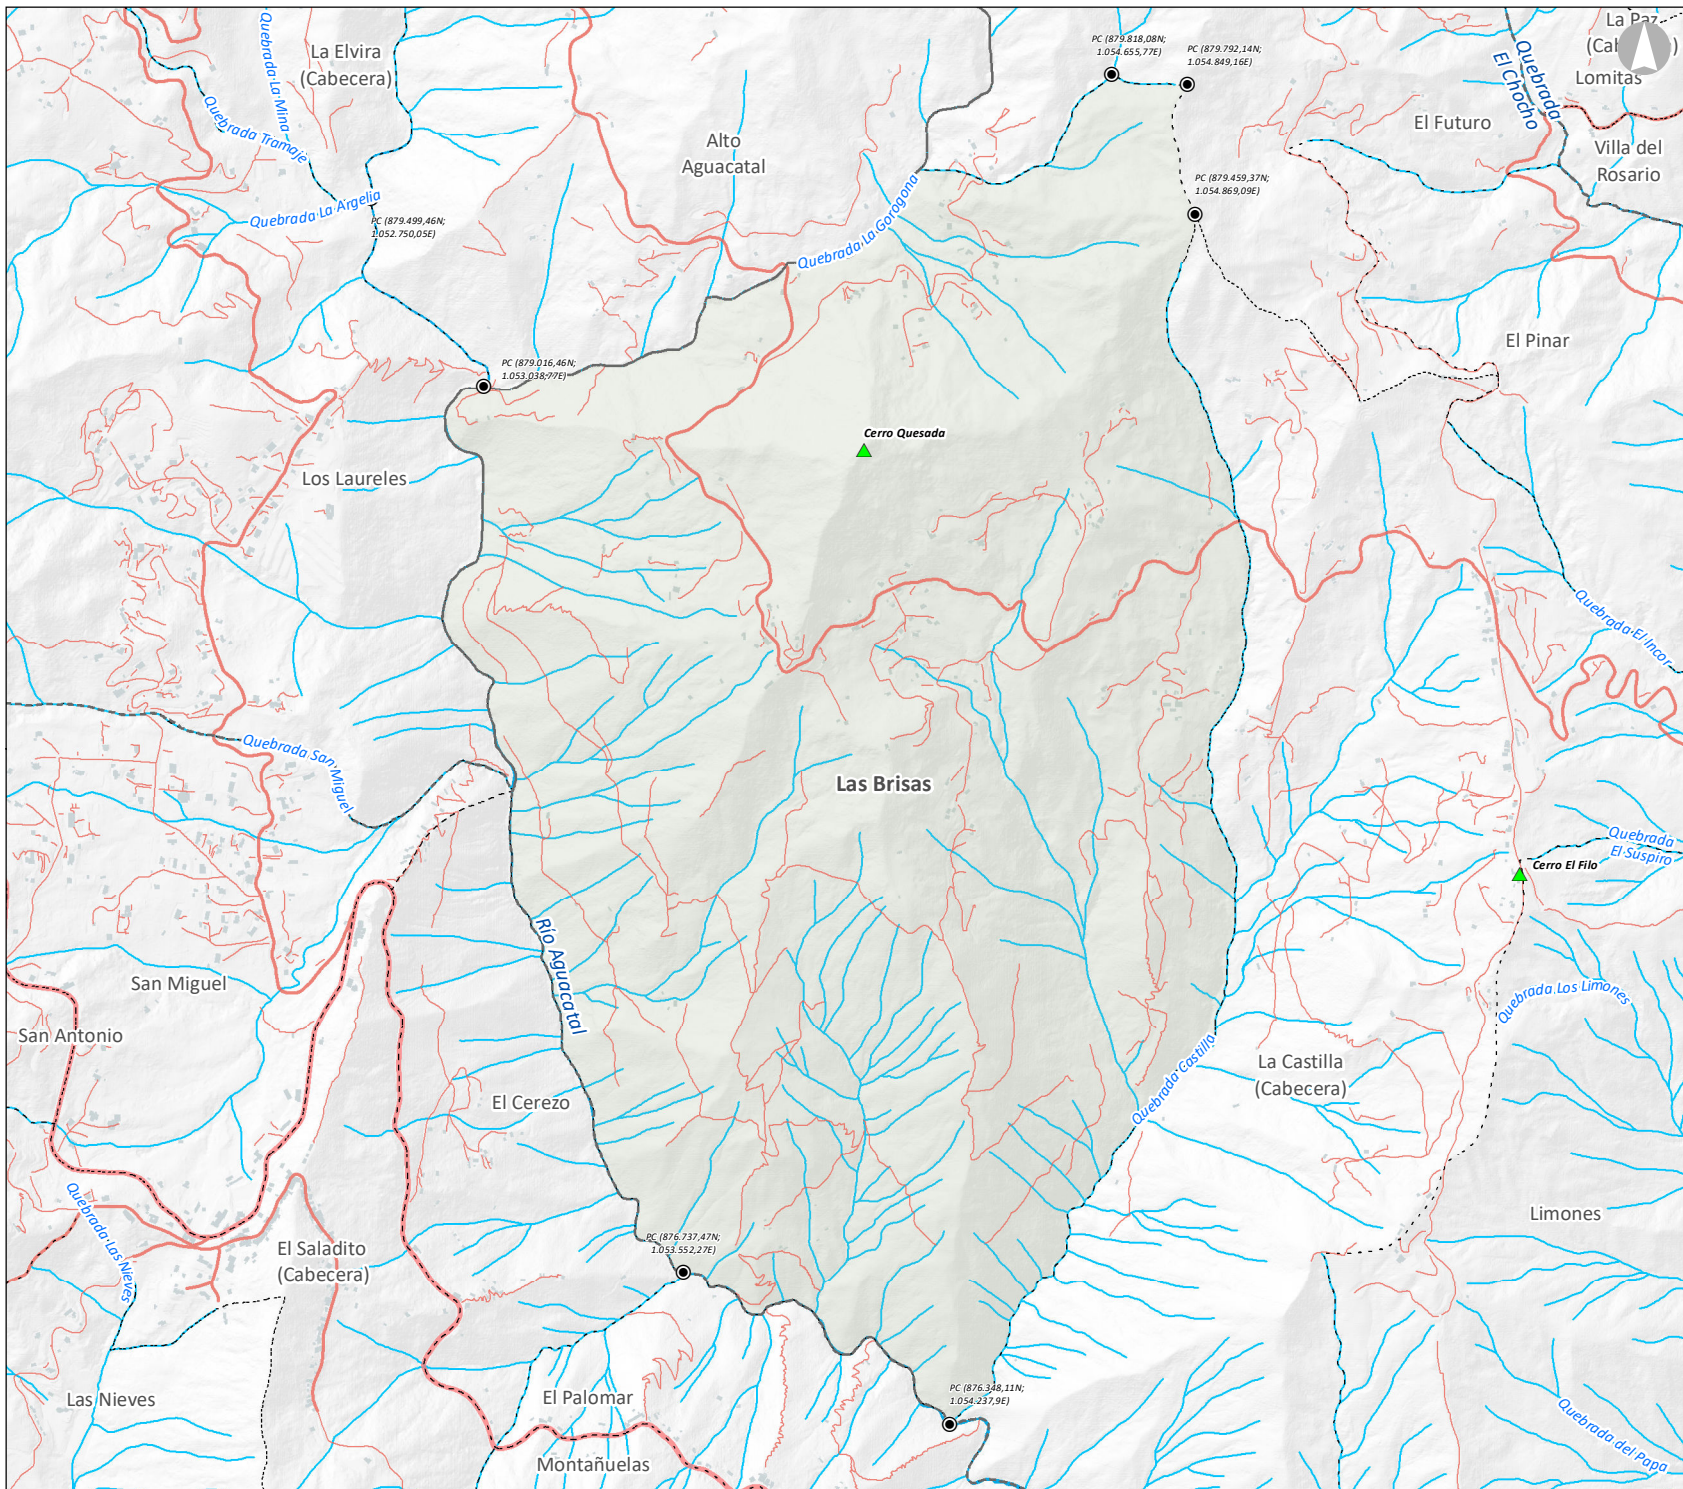 La Paz
(Cab
)
Lomitas
Quebrada
El Chocho
El Futuro
Villa del
Rosario
PC (879.818,08N;
1.054.655,77E)
PC (879.792,14N;
1.054.849,16E)
Quebrada La Mina
La Elvira
(Cabecera)
Quebrada Tramaje
Alto
Aguacatal
PC (879.459,37N;
1.054.869,09E)
Quebrada La Argelia
PC (879.499,46N;
1.052.750,05E)
Quebrada La Gorogona
El Pinar
PC (879.016,46N;
1.053.038,77E)
Cerro Quesada
Los Laureles
Quebrada El Incor
Quebrada San Miguel
Las Brisas
Quebrada
El Suspiro
Cerro El Filo
Río Aguacatal
San Miguel
Quebrada Los Limones
San Antonio
La Castilla
(Cabecera)
Quebrada Castillo
El Cerezo
Quebrada Las Nieves
Limones
El Saladito
(Cabecera)
PC (876.737,47N;
1.053.552,27E)
PC (876.348,11N;
1.054.237,9E)
Las Nieves
El Palomar
Montañuelas
Quebrada del Papa